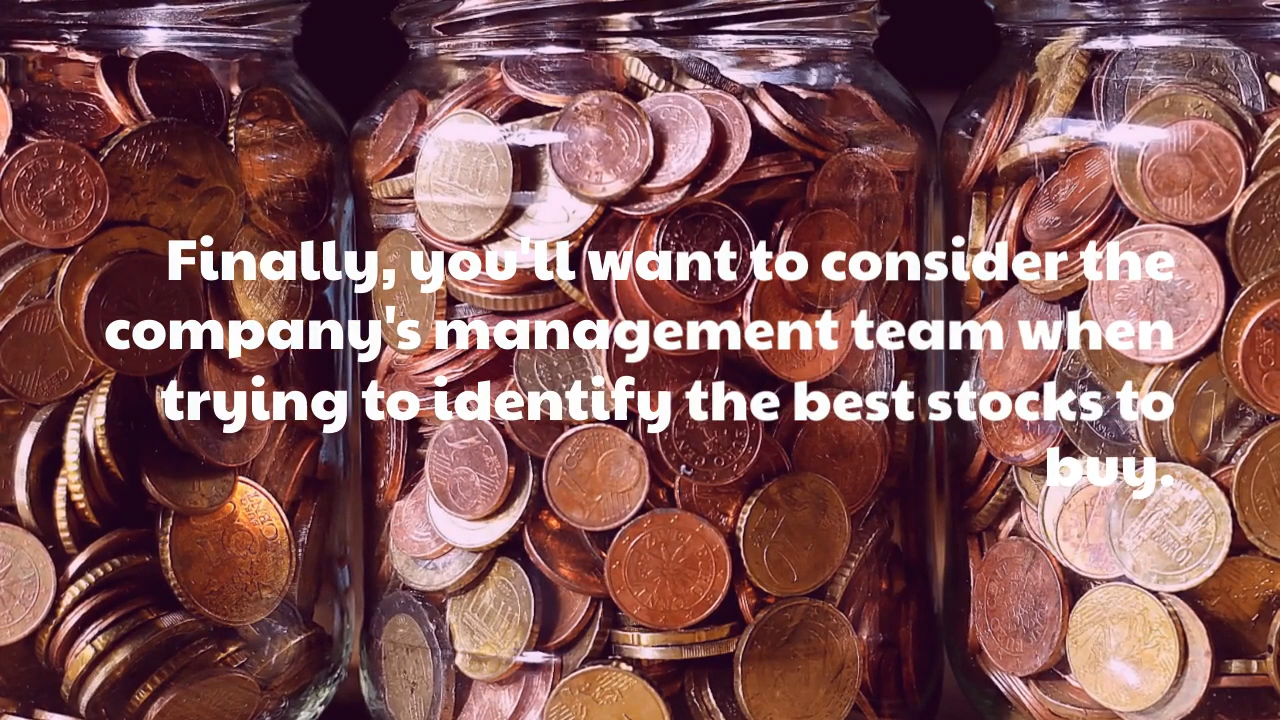 Finally, you'll want to consider the
company's management team when
trying to identify the best stocks to
buy.